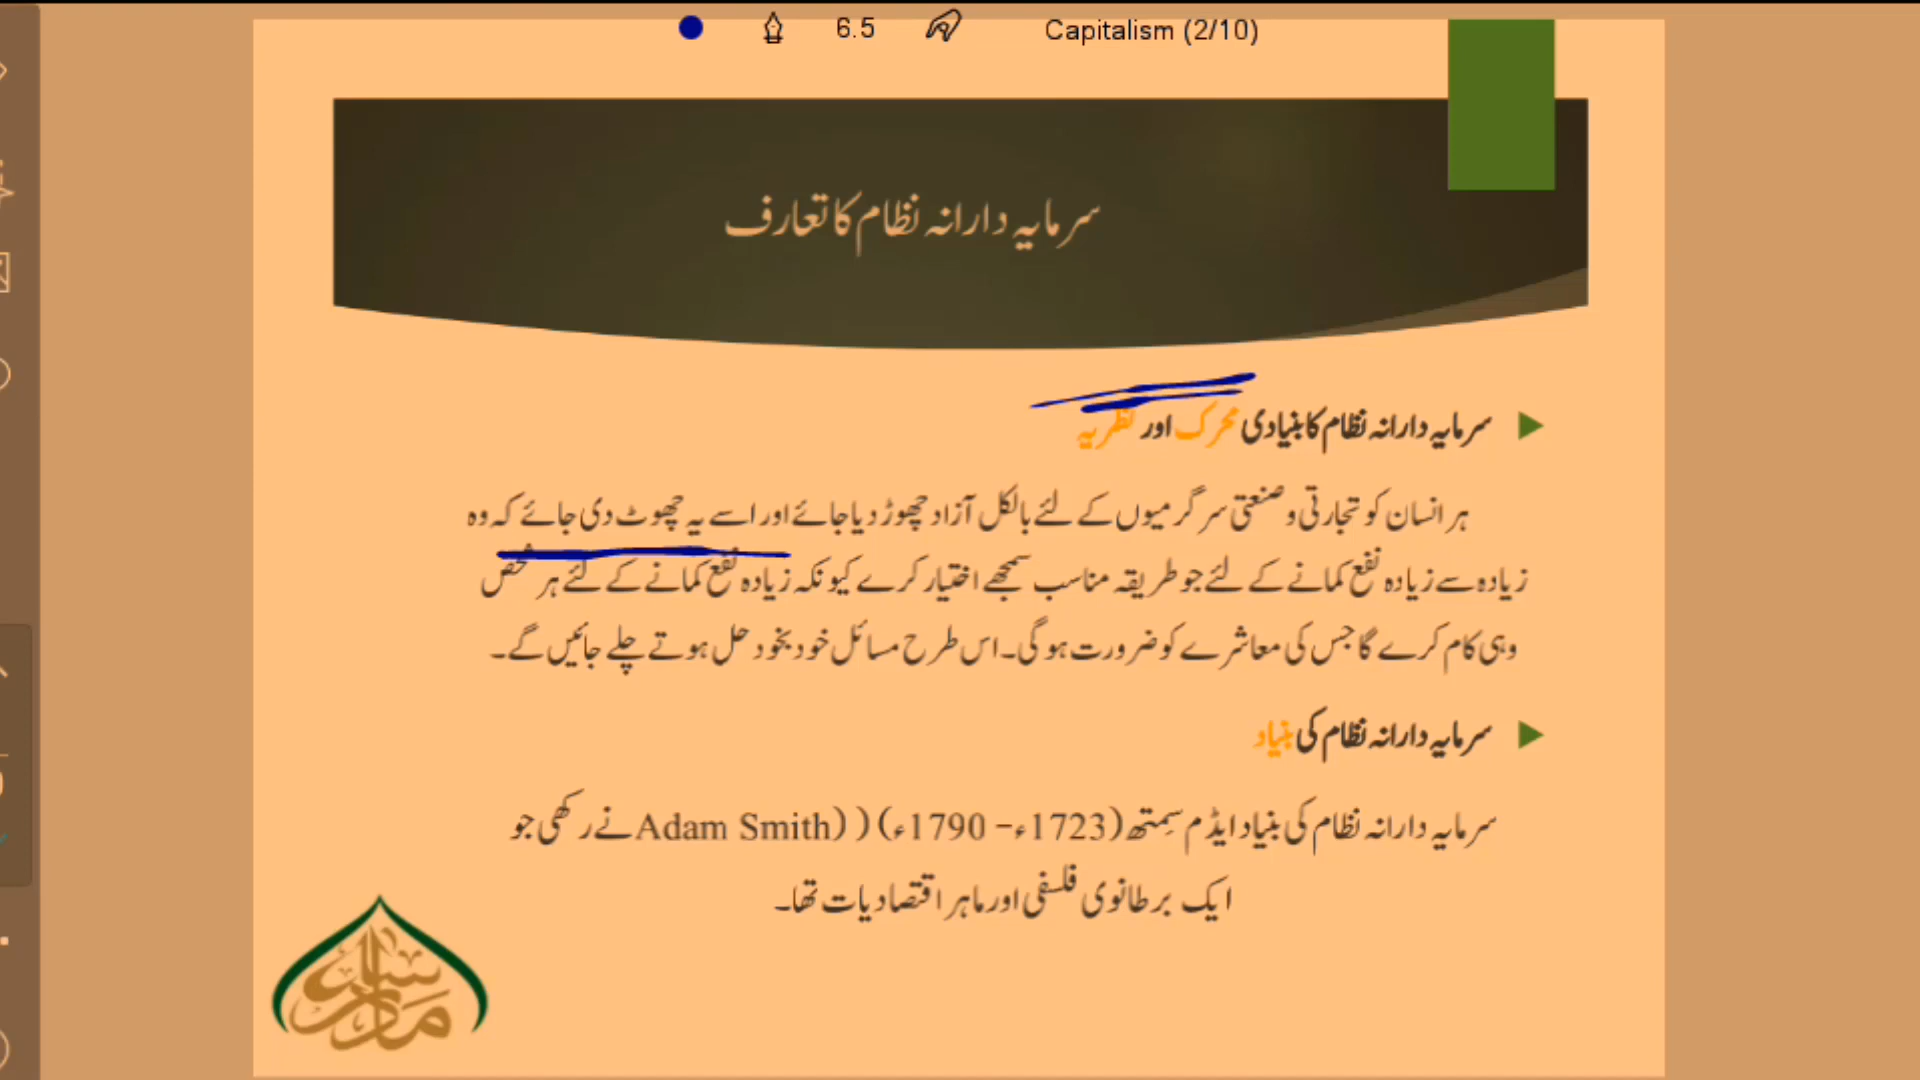 6.5 Capitalism (2/10)
سرمایہ دارانہ نظام کا تعارف
سرمایہ دارانہ نظام کا بنیادی محرک اور نظریہ
ہر انسان کو تجارتی و صنعتی سرگرمیوں کے لئے بالکل آزاد چھوڑ دیا جائے اور اسے یہ چھوٹ دی جائے کہ وہ
زیادہ سے زیادہ نفع کمانے کے لئے جو طریقہ مناسب سمجھے اختیار کرے کیونکہ زیادہ نفع کمانے کے لئے ہر شخص
وہی کام کرے گا جس کی معاشرے کو ضرورت ہوگی۔ اس طرح مسائل خود بخود حل ہوتے چلے جائیں گے۔
سرمایہ دارانہ نظام کی بنیاد
سرمایہ دارانہ نظام کی بنیاد ایڈم سمِتھ (1723ء – 1790ء) ( (Adam Smith نے رکھی جو
ایک برطانوی فلسفی اور ماہر اقتصادیات تھا۔